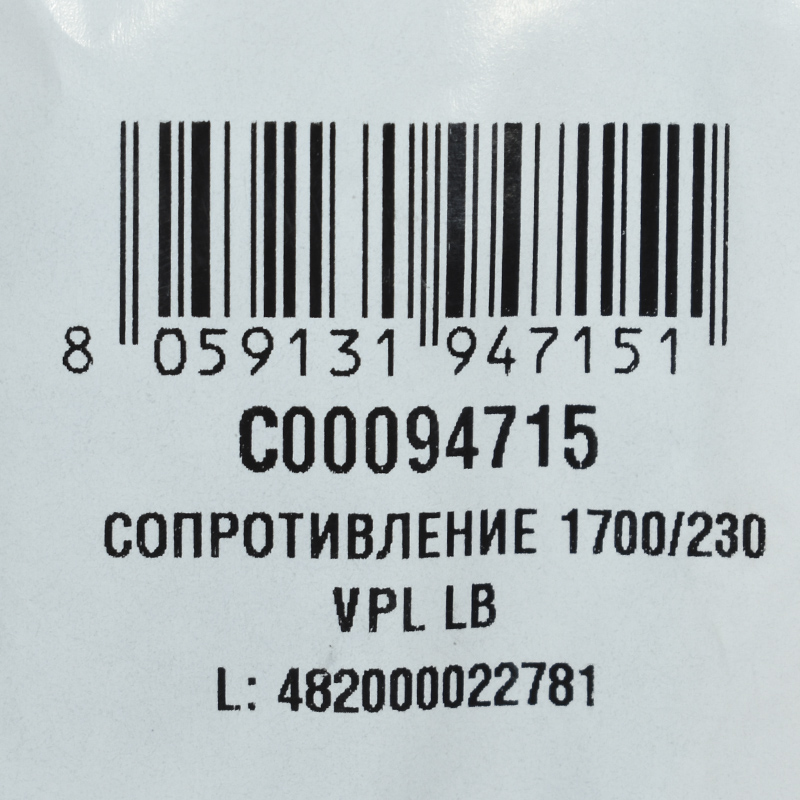 8 059131 947151
C00094715
СОПРОТИВЛЕНИЕ 1700/230
VPL LB
L: 482000022781